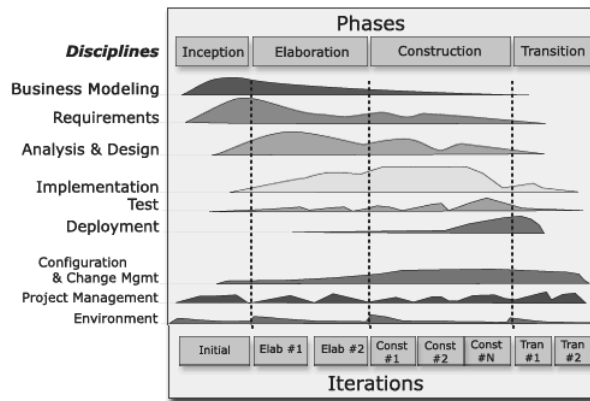 Phases
Disciplines
Inception
Elaboration
Construction
Transition
Business Modeling
Requirements
Analysis & Design
Implementation
Test
Deployment
Configuration
& Change Mgmt
Project Management
Environment
Initial
Elab #1
Elab #2
Const
#1
Const
#2
Const
#N
Tran
#1
Tran
#2
Iterations